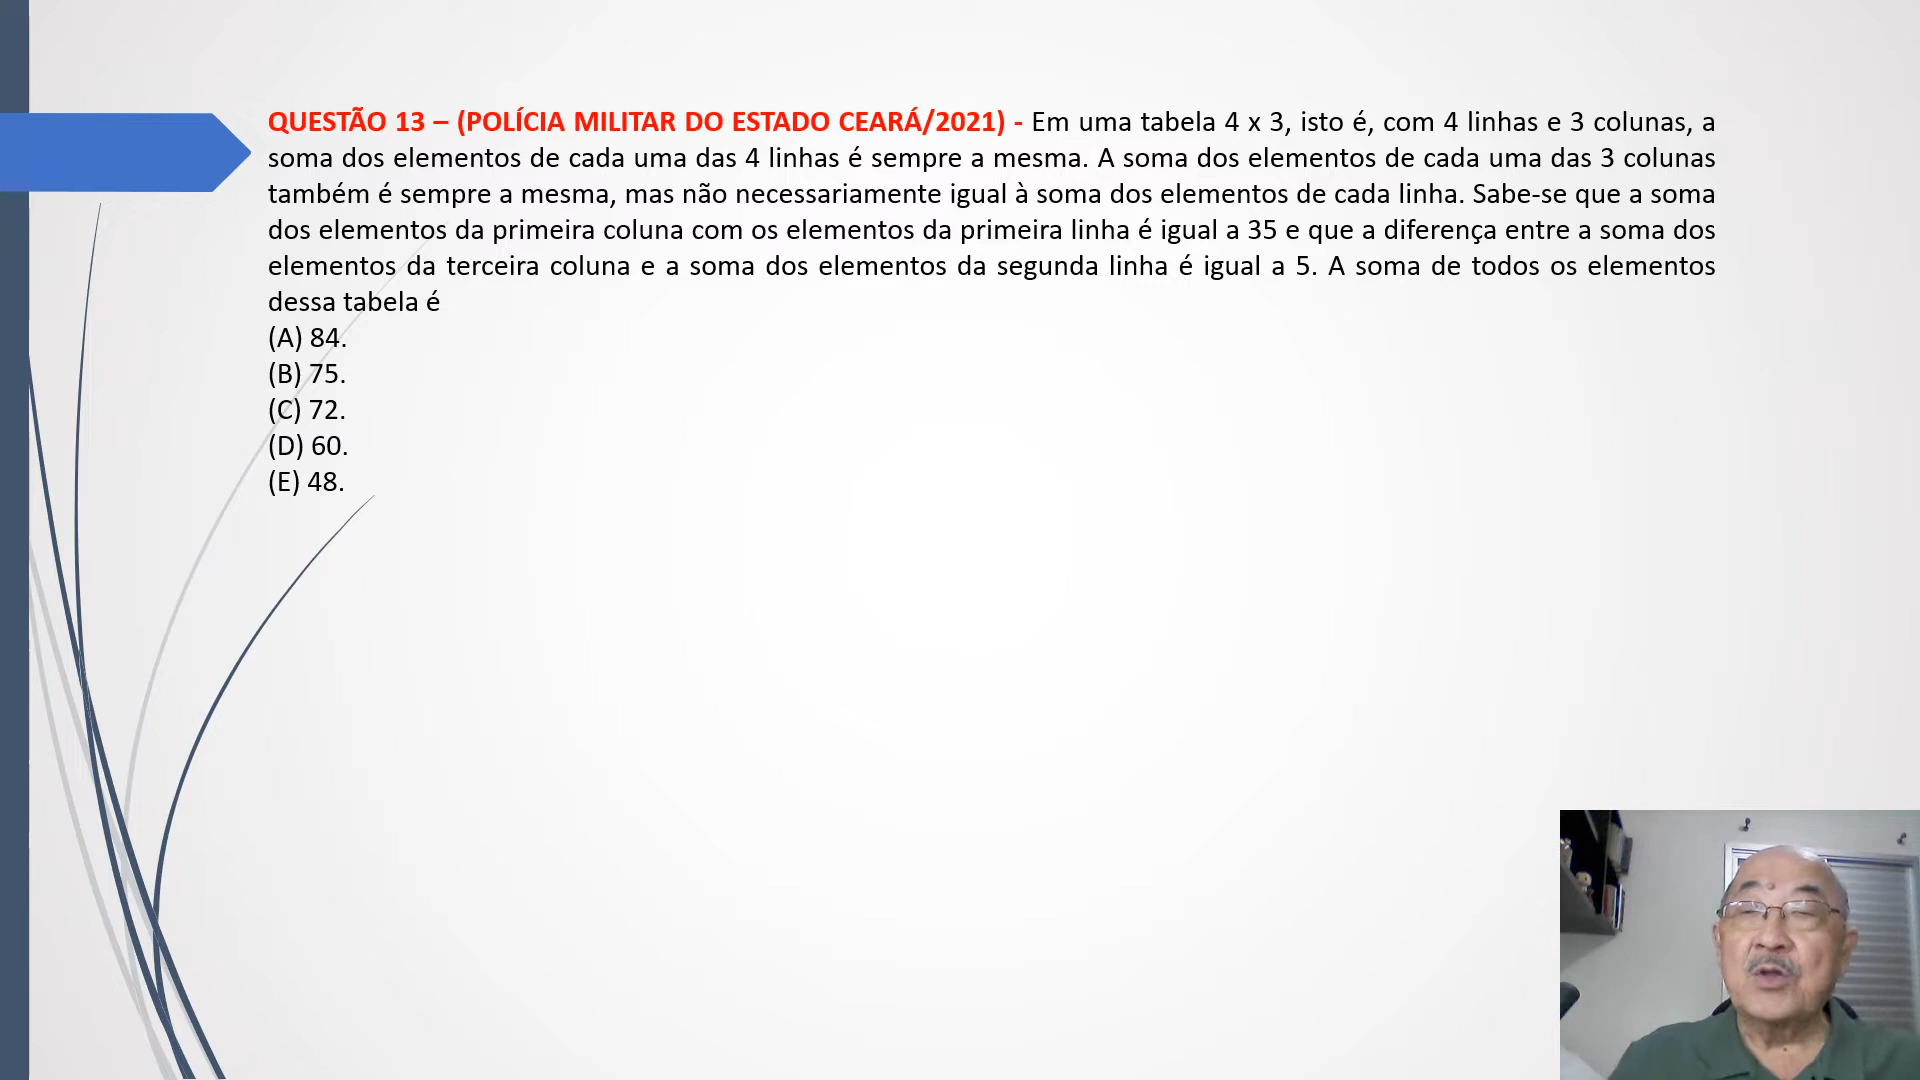 QUESTÃO 13 – (POLÍCIA MILITAR DO ESTADO CEARÁ/2021) - Em uma tabela 4 x 3, isto é, com 4 linhas e 3 colunas, a
soma dos elementos de cada uma das 4 linhas é sempre a mesma. A soma dos elementos de cada uma das 3 colunas
também é sempre a mesma, mas não necessariamente igual à soma dos elementos de cada linha. Sabe-se que a soma
dos elementos da primeira coluna com os elementos da primeira linha é igual a 35 e que a diferença entre a soma dos
elementos da terceira coluna e a soma dos elementos da segunda linha é igual a 5. A soma de todos os elementos
dessa tabela é
(A) 84.
(B) 75.
(C) 72.
(D) 60.
(E) 48.